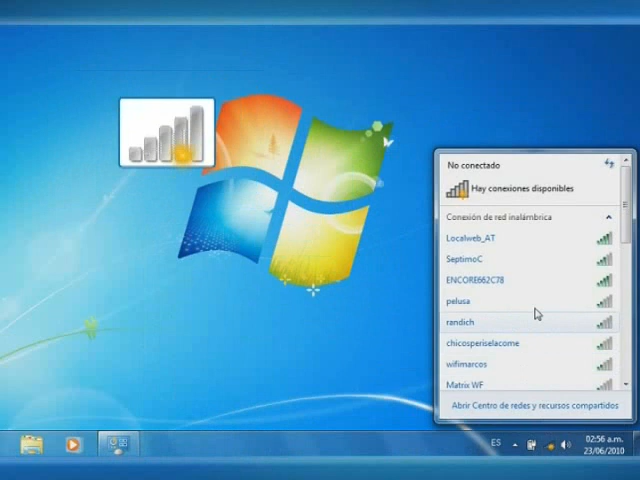 No conectado
Hay conexiones disponibles
Conexión de red inalámbrica
Localweb_AT
SeptimoC
ENCORE662C78
pelusa
randich
chicosperiselacome
wifimarcos
Matrix WF
Abrir Centro de redes y recursos compartidos
ES
02:56 a.m.
23/06/2010